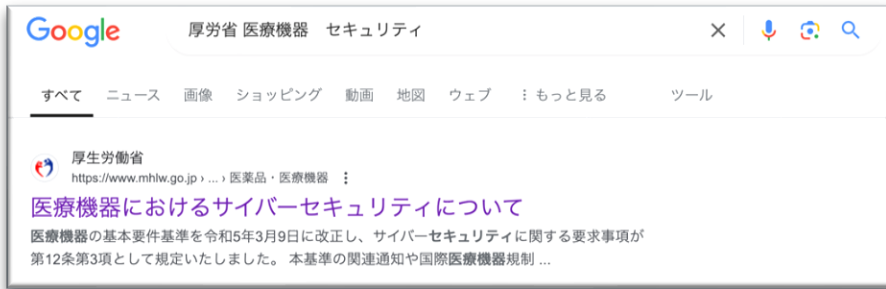 Google
厚労省 医療機器　セキュリティ
すべて ニュース 画像 ショッピング 動画 地図 ウェブ もっと見る ツール
厚生労働省
https://www.mhlw.go.jp › ... › 医薬品・医療機器
医療機器におけるサイバーセキュリティについて
医療機器の基本要件基準を令和5年3月9日に改正し、サイバーセキュリティに関する要求事項が
第12条第3項として規定いたしました。 本基準の関連通知や国際医療機器規制 ...